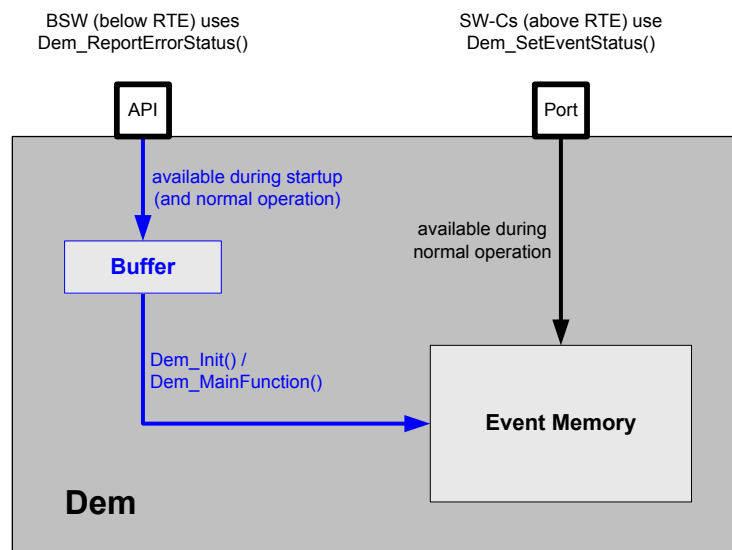 BSW (below RTE) uses
Dem_ReportErrorStatus()
SW-Cs (above RTE) use
Dem_SetEventStatus()
API
Port
available during startup
(and normal operation)
available during
normal operation
Buffer
Dem_Init() /
Dem_MainFunction()
Event Memory
Dem